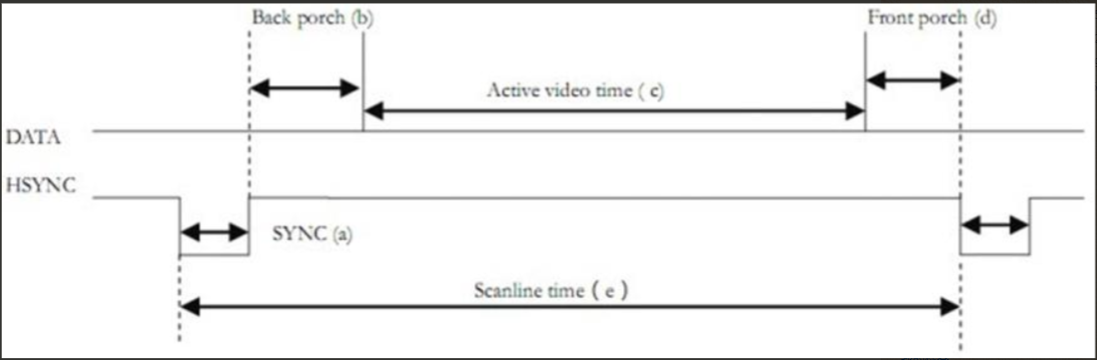 Back porch (b)
Front porch (d)
Active video time ( c)
DATA
HSYNC
SYNC (a)
Scanline time ( e )